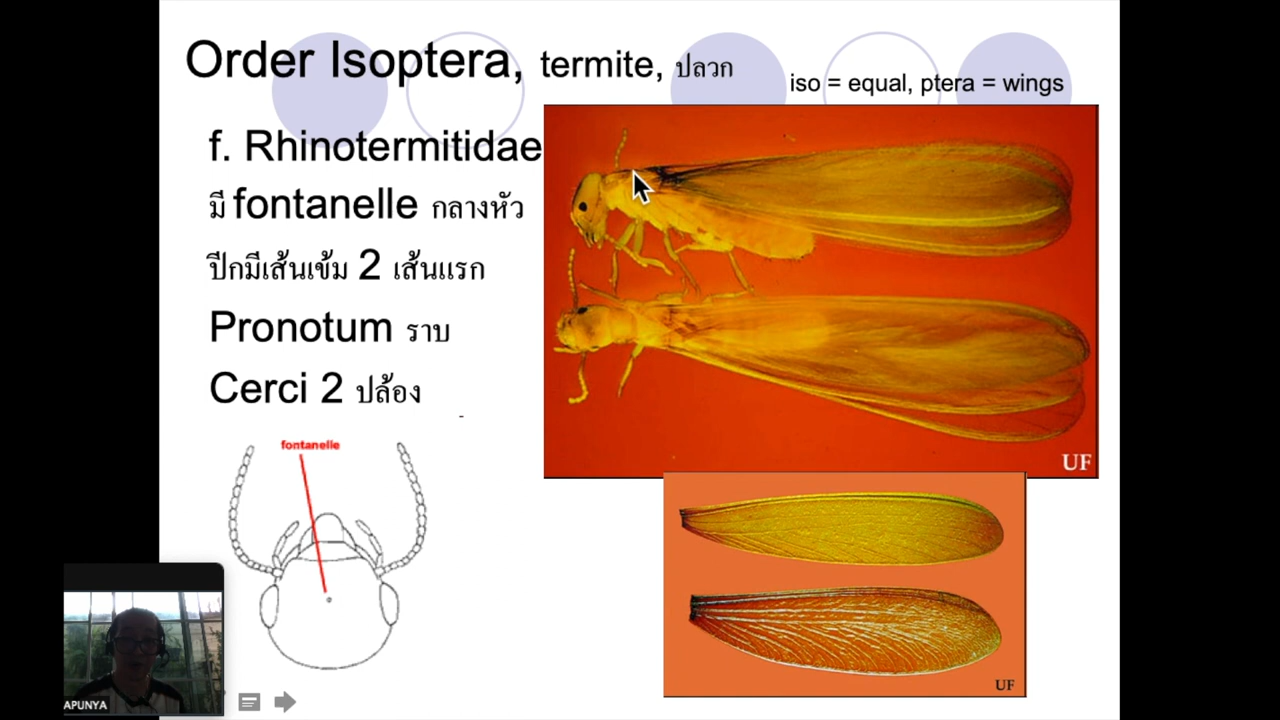 Order Isoptera, termite, ปลวก
iso = equal, ptera = wings
f. Rhinotermitidae
มี fontanelle กลางหัว
ปีกมีเส้นเข้ม 2 เส้นแรก
Pronotum ราบ
Cerci 2 ปล้อง
fontanelle
UF
UF
APUNYA